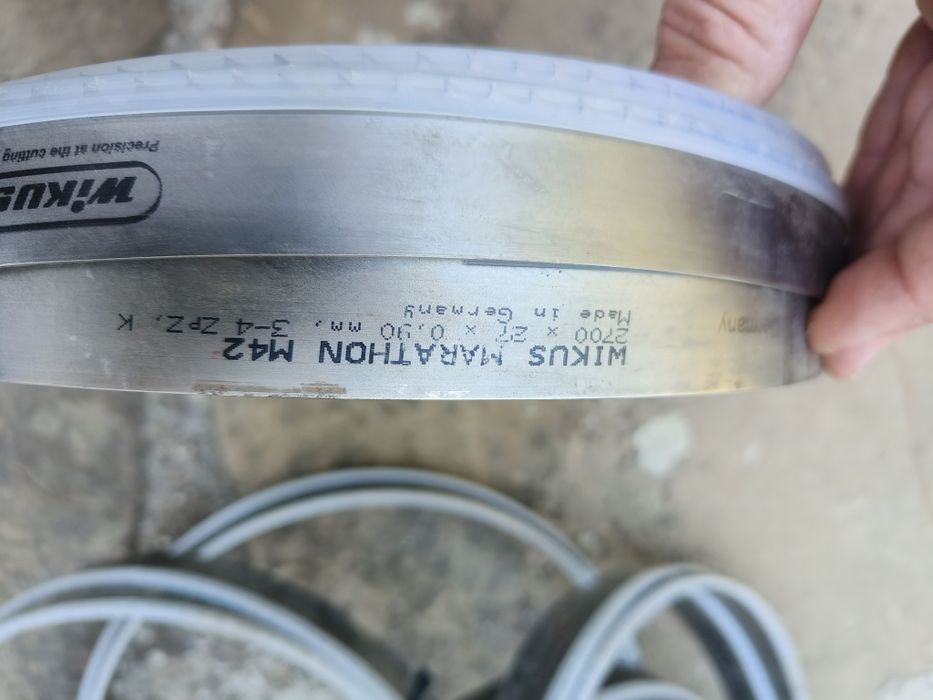 WIKUS MARATHON M42
2700 x 27 x 0,90 mm, 3-4 ZpZ, K
Made in Germany
WIKUS
Precision at the cutting
Germany